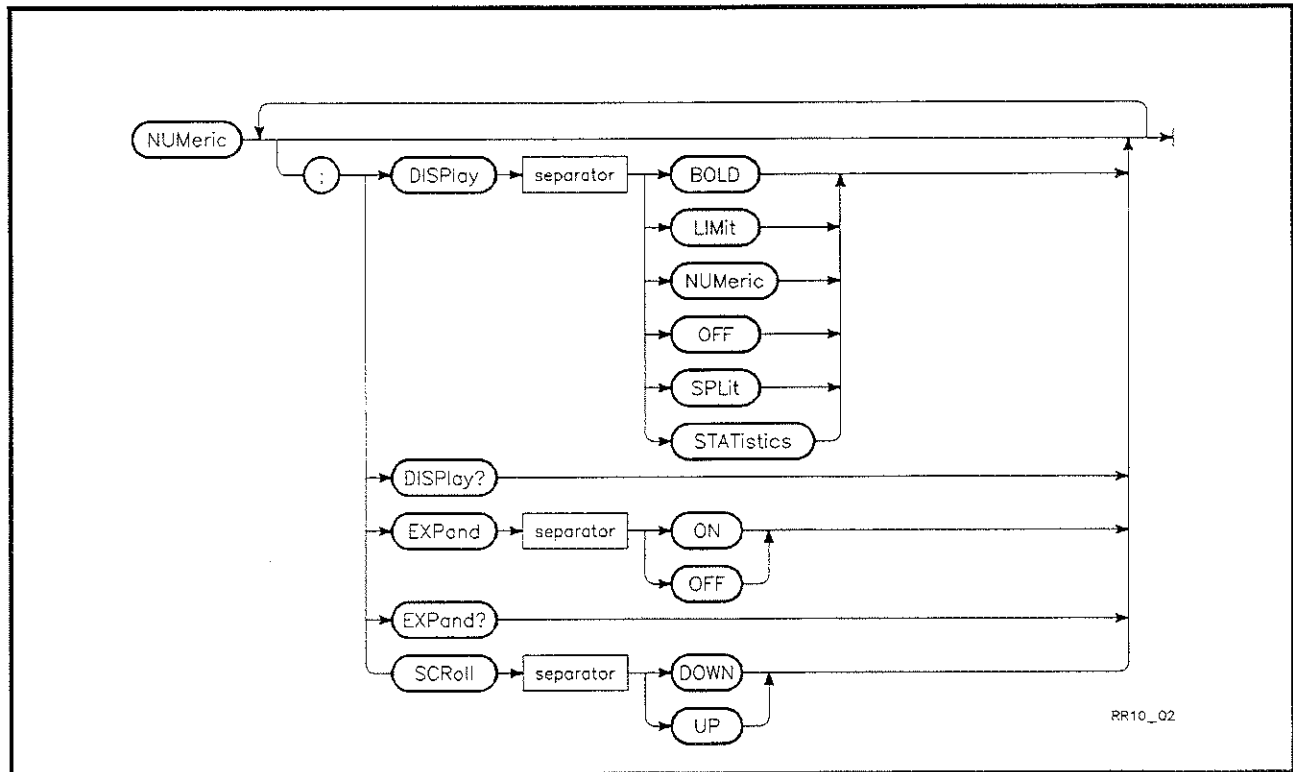 NUMeric
;
DISPlay separator BOLD
LIMit
NUMeric
OFF
SPLit
STATistics
DISPlay?
EXPand separator ON
OFF
EXPand?
SCRoll separator DOWN
UP
RR10_02